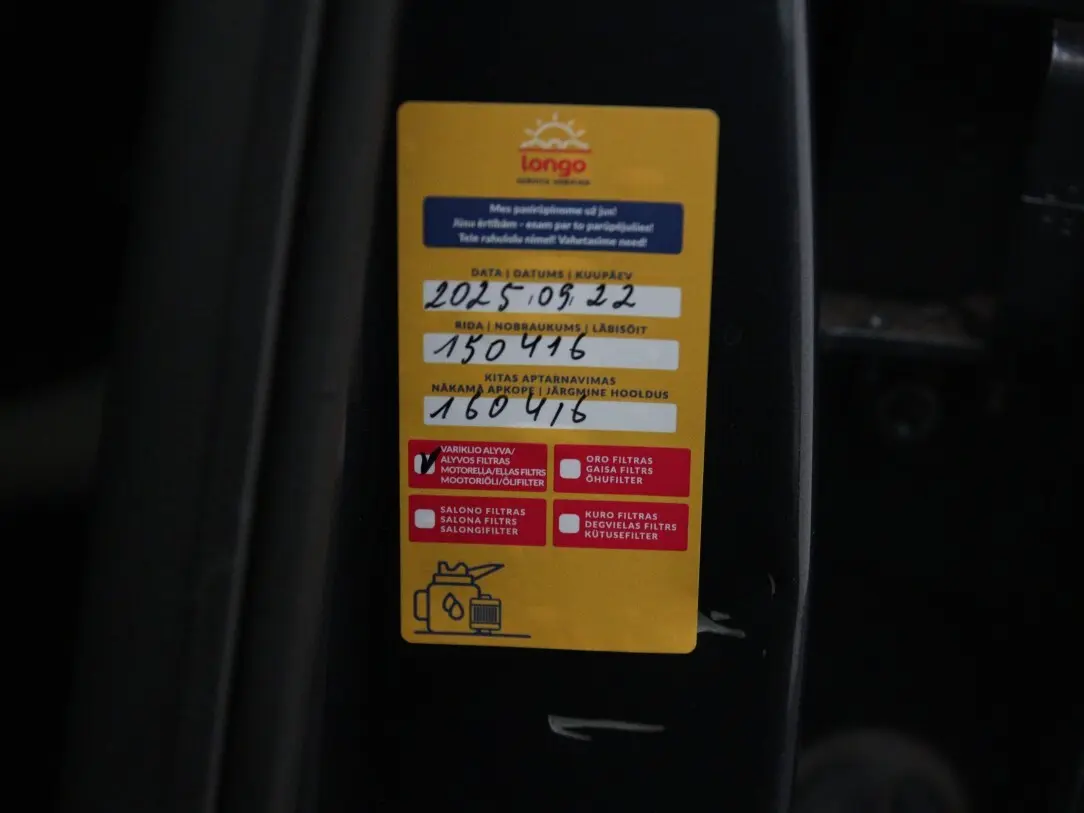 longo
Mes pasirūpinome už jus!
Jūsu ērtībām - esam par to parūpējušies!
Teie rahulolu nimel! Vahetasime need!
DATA | DATUMS | KUUPÄEV
2025.09.22
RIDA | NOBRAUKUMS | LÄBISÕIT
150416
KITAS APTARNAVIMAS
NĀKAMĀ APKOPE | JÄRGMINE HOOLDUS
160416
VARIKLIO ALYVA/
ALYVOS FILTRAS
MOTOREĻĻA/EĻĻAS FILTRS
MOOTORIÕLI/ÕLIFILTER
ORO FILTRAS
GAISA FILTRS
ÕHUFILTER
SALONO FILTRAS
SALONA FILTRS
SALONGIFILTER
KURO FILTRAS
DEGVIELAS FILTRS
KÜTUSEFILTER